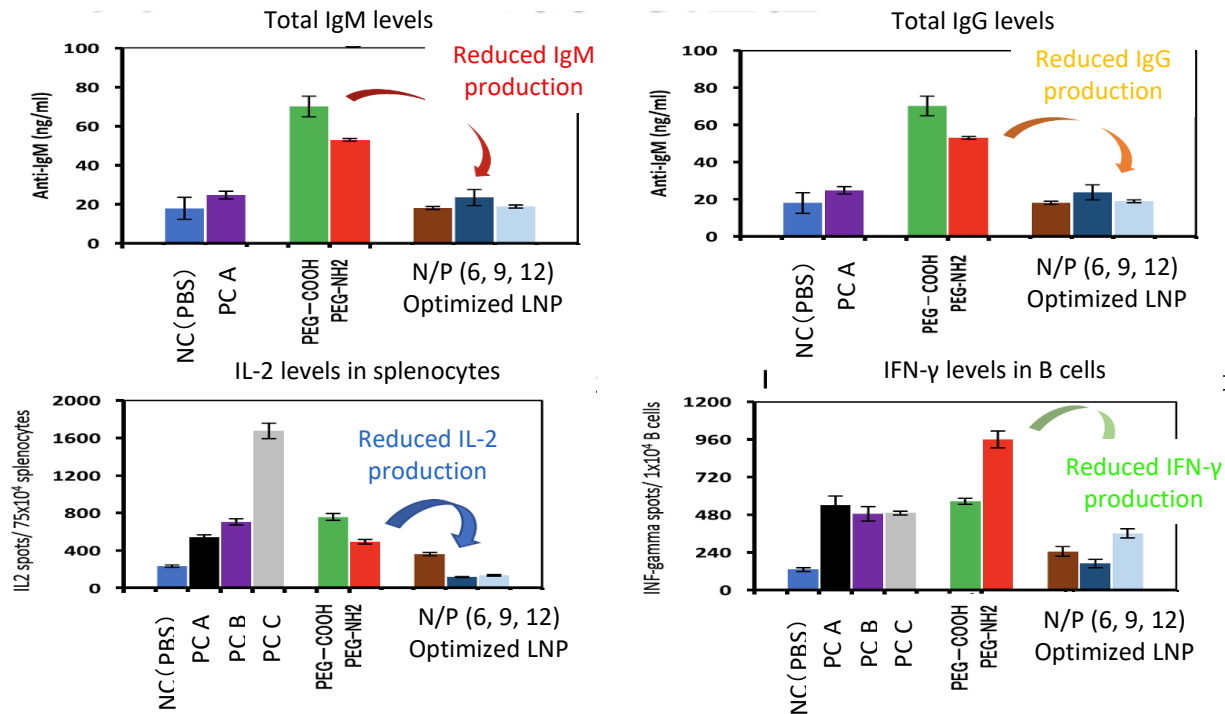 Total IgM levels
Anti-IgM (ng/ml)
100
80
60
40
20
0
Reduced IgM
production
NC（PBS）
PC A
PEG−COOH
PEG-NH2
N/P (6, 9, 12)
Optimized LNP
Total IgG levels
Anti-IgM (ng/ml)
100
80
60
40
20
0
Reduced IgG
production
NC（PBS）
PC A
PEG−COOH
PEG-NH2
N/P (6, 9, 12)
Optimized LNP
IL-2 levels in splenocytes
IL2 spots/ 75x10⁴ splenocytes
2000
1600
1200
800
400
0
Reduced IL-2
production
NC（PBS）
PC A
PC B
PC C
PEG−COOH
PEG-NH2
N/P (6, 9, 12)
Optimized LNP
IFN-γ levels in B cells
INF-gamma spots/ 1x10⁴ B cells
1200
960
720
480
240
0
Reduced IFN-γ
production
NC（PBS）
PC A
PC B
PC C
PEG−COOH
PEG-NH2
N/P (6, 9, 12)
Optimized LNP